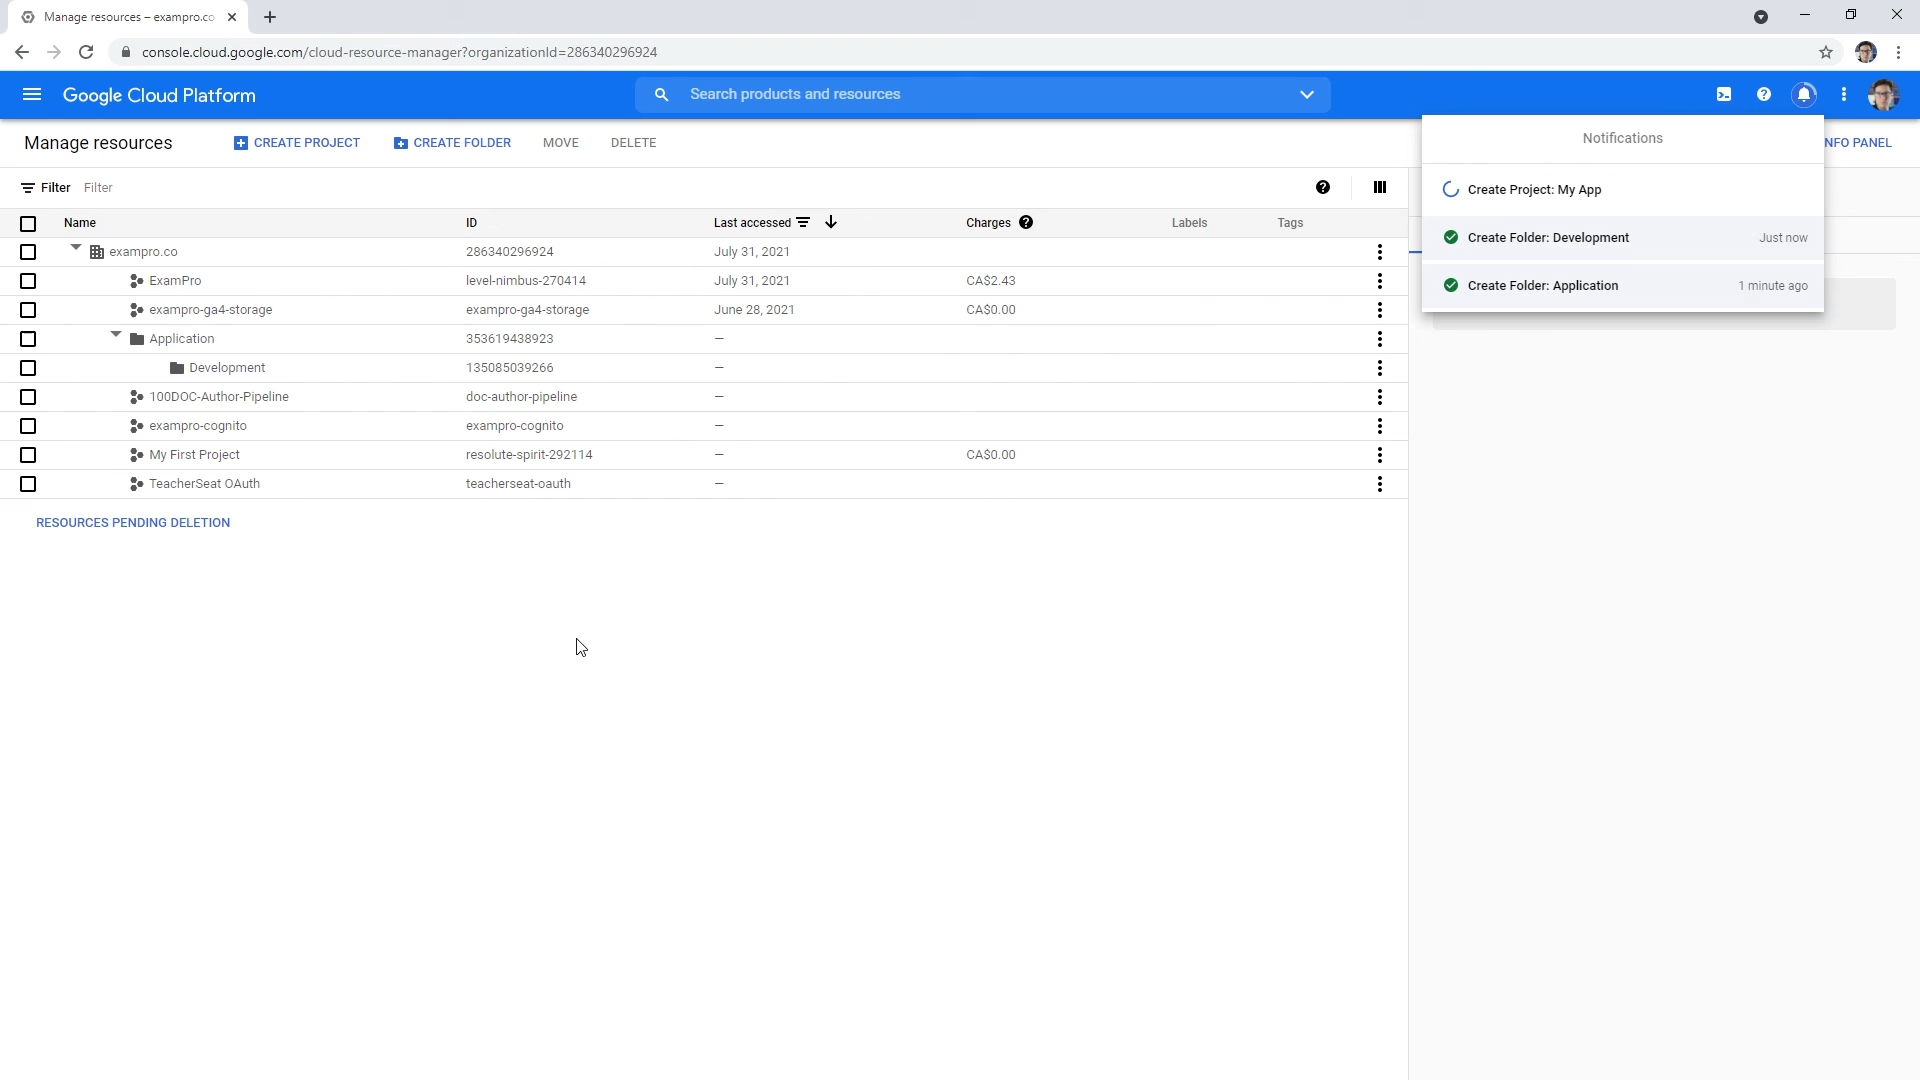 Manage resources – exampro.co
console.cloud.google.com/cloud-resource-manager?organizationId=286340296924
Google Cloud Platform
Search products and resources
Manage resources
CREATE PROJECT
CREATE FOLDER
MOVE
DELETE
NFO PANEL
Notifications
Create Project: My App
Create Folder: Development Just now
Create Folder: Application 1 minute ago
Filter Filter
Name ID Last accessed Charges Labels Tags
exampro.co 286340296924 July 31, 2021
ExamPro level-nimbus-270414 July 31, 2021 CA$2.43
exampro-ga4-storage exampro-ga4-storage June 28, 2021 CA$0.00
Application 353619438923 —
Development 135085039266 —
100DOC-Author-Pipeline doc-author-pipeline —
exampro-cognito exampro-cognito —
My First Project resolute-spirit-292114 — CA$0.00
TeacherSeat OAuth teacherseat-oauth —
RESOURCES PENDING DELETION